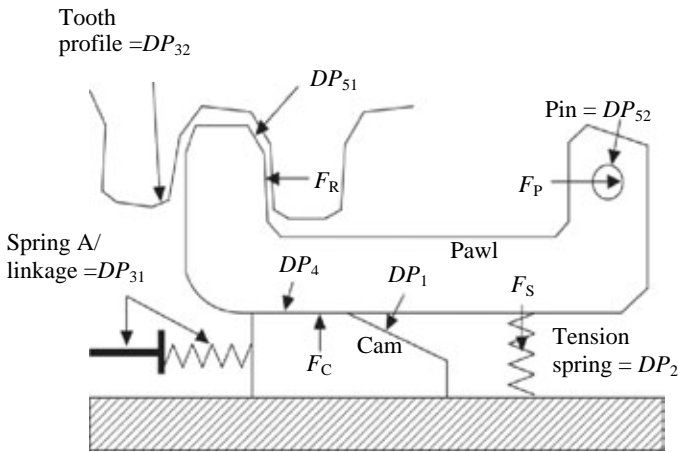 Tooth
profile =DP32
DP51
Pin = DP52
FR
FP
Spring A/
linkage =DP31
Pawl
DP4
DP1
FS
FC
Cam
Tension
spring = DP2